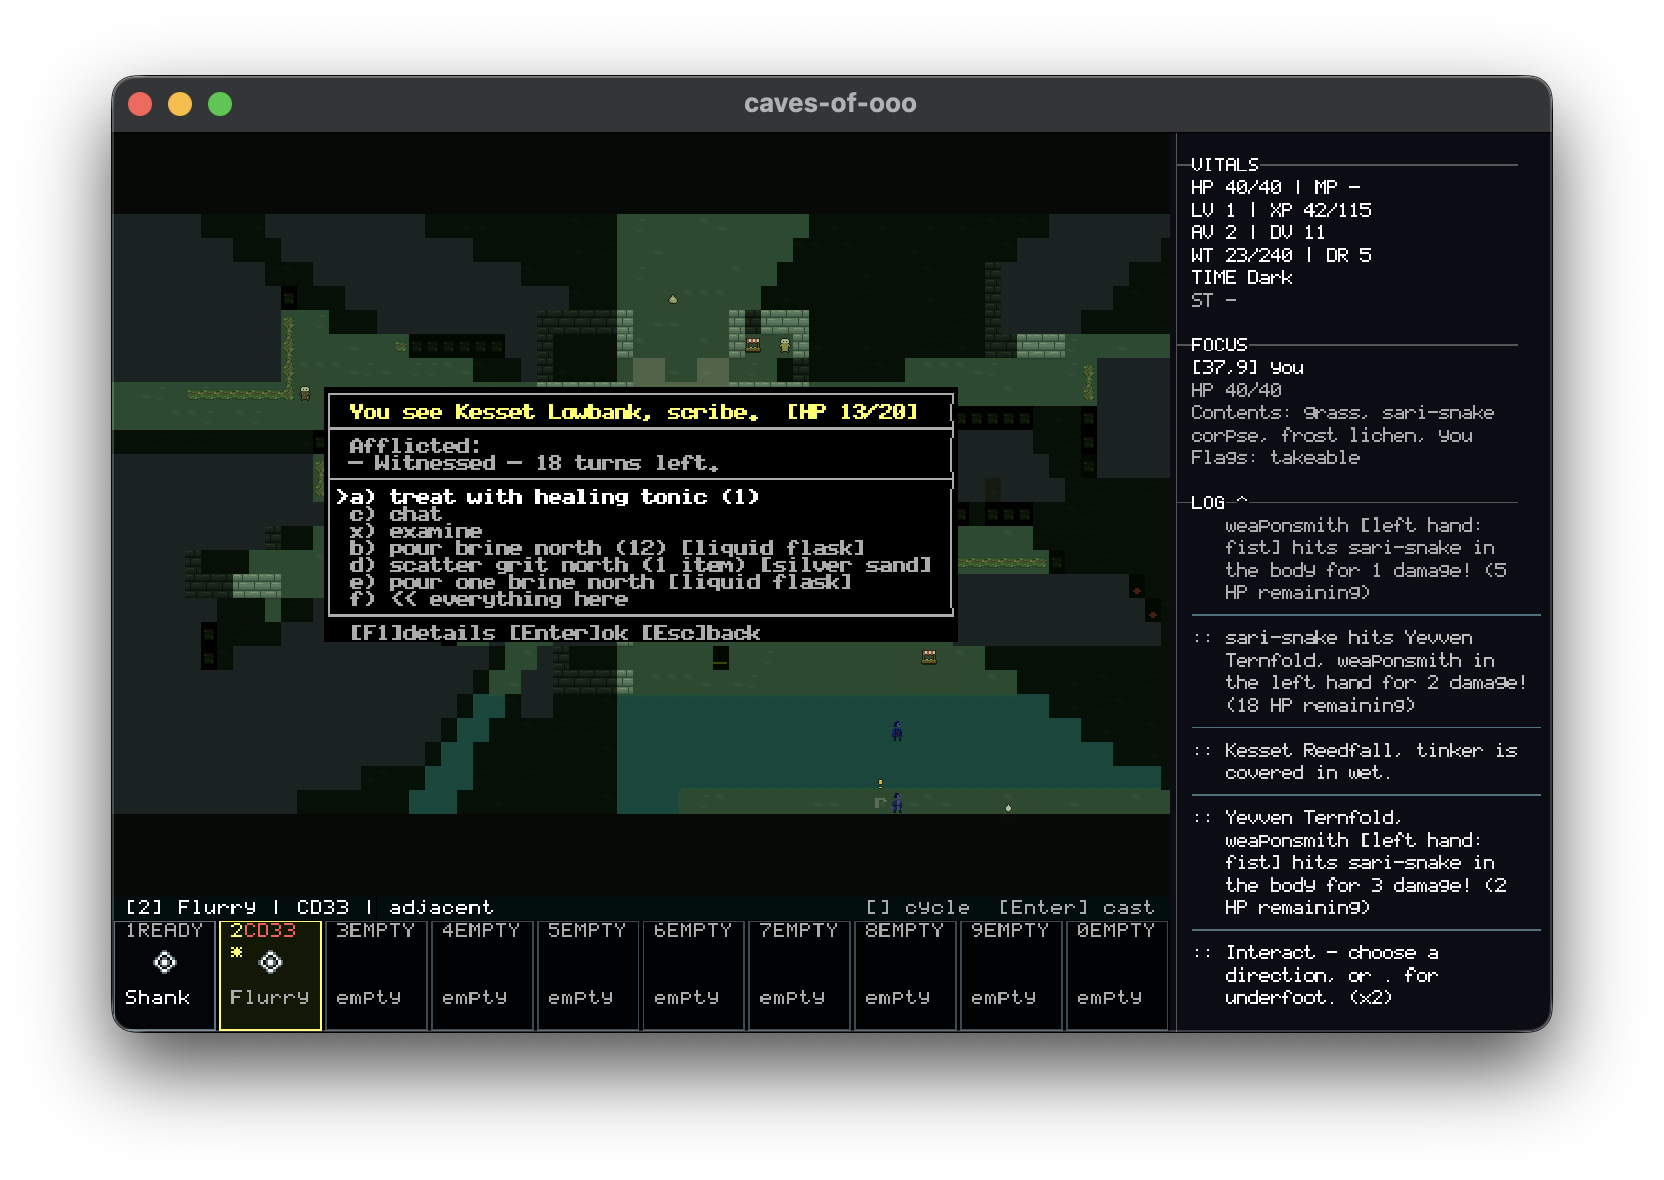 caves-of-ooo
You see Kesset Lowbank, scribe. [HP 13/20]
Afflicted:
- Witnessed - 18 turns left.
>a) treat with healing tonic (1)
c) chat
x) examine
b) pour brine north (12) [liquid flask]
d) scatter grit north (1 item) [silver sand]
e) pour one brine north [liquid flask]
f) << everything here
[F1]details [Enter]ok [Esc]back
r
[2] Flurry | CD33 | adjacent
[] cycle [Enter] cast
1READY 2CD33 3EMPTY 4EMPTY 5EMPTY 6EMPTY 7EMPTY 8EMPTY 9EMPTY 0EMPTY
*
Shank Flurry empty empty empty empty empty empty empty empty
VITALS
HP 40/40 | MP -
LV 1 | XP 42/115
AV 2 | DV 11
WT 23/240 | DR 5
TIME Dark
ST -
FOCUS
[37,9] you
HP 40/40
Contents: grass, sari-snake
corpse, frost lichen, you
Flags: takeable
LOG ^
weaponsmith [left hand:
fist] hits sari-snake in
the body for 1 damage! (5
HP remaining)
:: sari-snake hits Yevven
Ternfold, weaponsmith in
the left hand for 2 damage!
(18 HP remaining)
:: Kesset Reedfall, tinker is
covered in wet.
:: Yevven Ternfold,
weaponsmith [left hand:
fist] hits sari-snake in
the body for 3 damage! (2
HP remaining)
:: Interact - choose a
direction, or . for
underfoot. (x2)